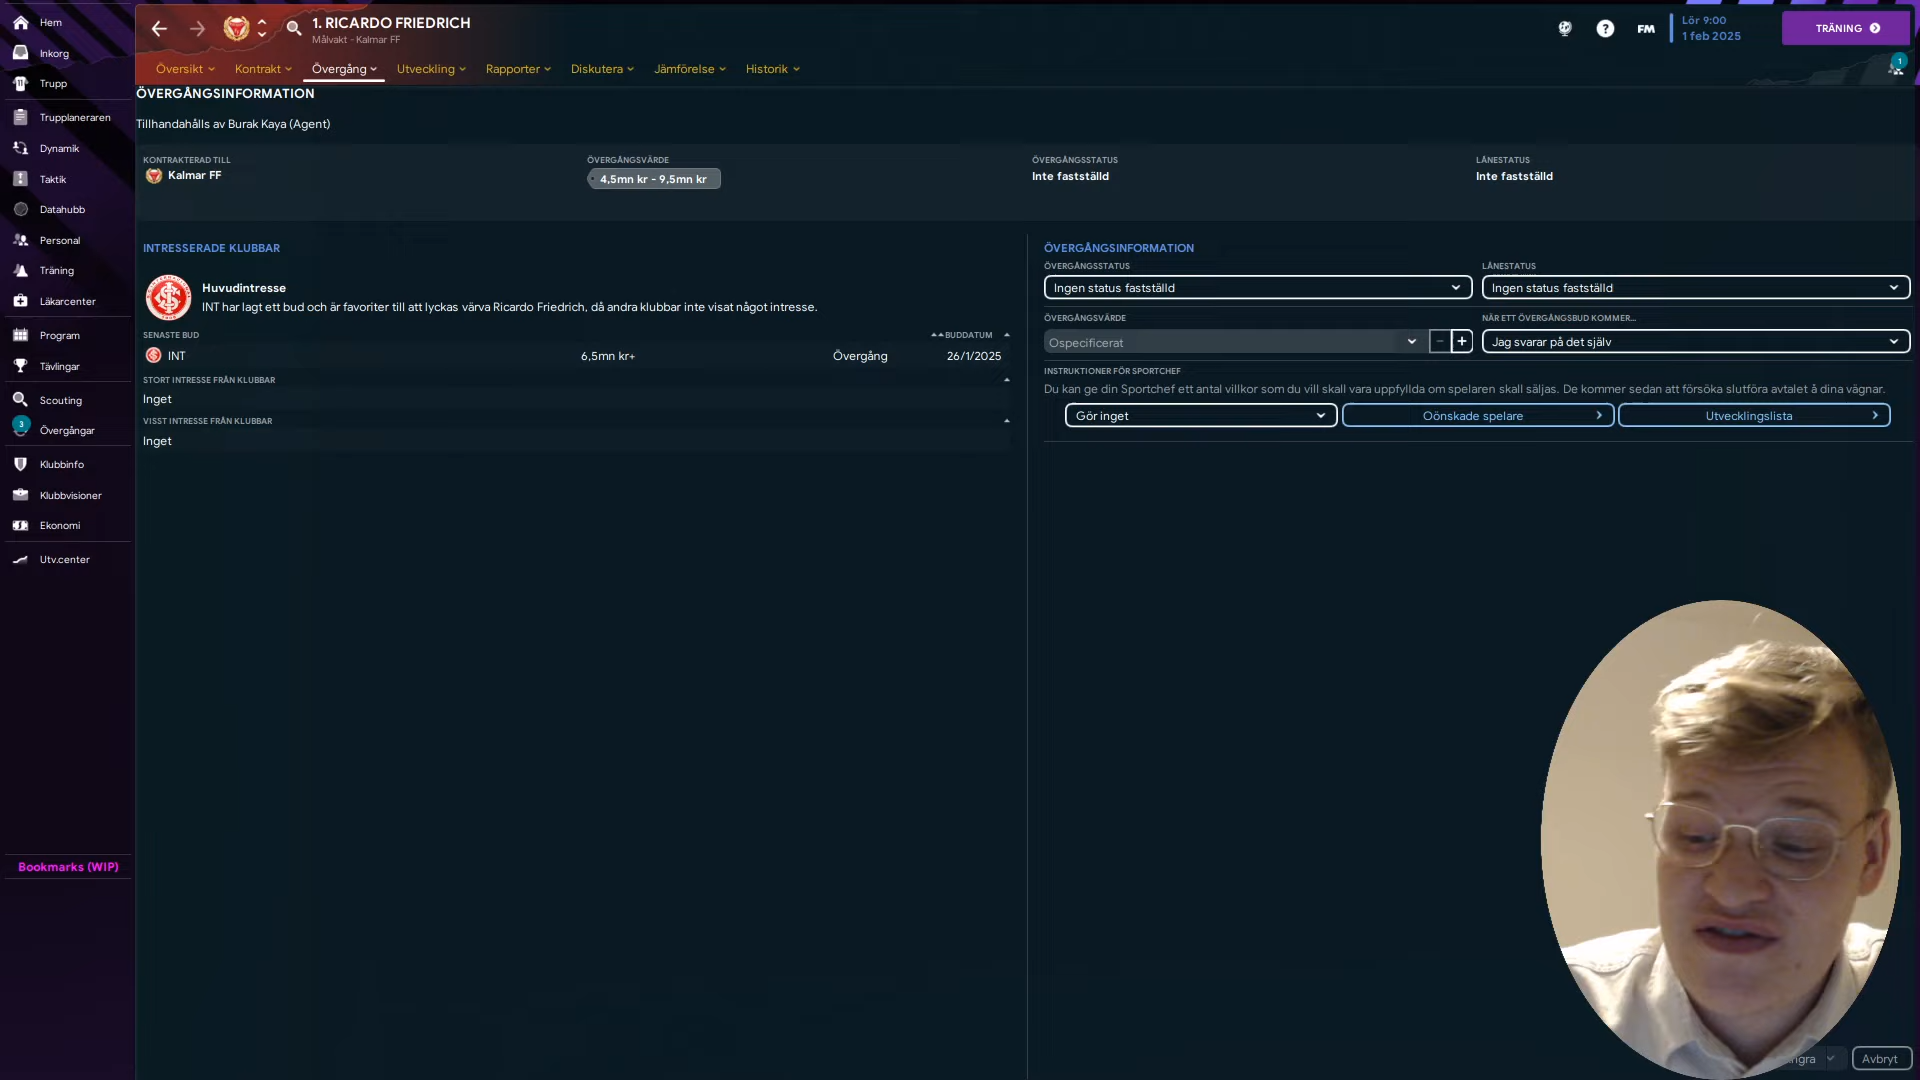 Hem
Inkorg
Trupp
Trupplaneraren
Dynamik
Taktik
Datahubb
Personal
Träning
Läkarcenter
Program
Tävlingar
Scouting
3
Övergångar
Klubbinfo
Klubbvisioner
Ekonomi
Utv.center
Bookmarks (WIP)
1. RICARDO FRIEDRICH
Målvakt - Kalmar FF
FM
Lör 9:00
1 feb 2025
TRÄNING
Översikt Kontrakt Övergång Utveckling Rapporter Diskutera Jämförelse Historik
1
ÖVERGÅNGSINFORMATION
Tillhandahålls av Burak Kaya (Agent)
KONTRAKTERAD TILL ÖVERGÅNGSVÄRDE ÖVERGÅNGSSTATUS LÅNESTATUS
Kalmar FF 4,5mn kr - 9,5mn kr Inte fastställd Inte fastställd
INTRESSERADE KLUBBAR
Huvudintresse
INT har lagt ett bud och är favoriter till att lyckas värva Ricardo Friedrich, då andra klubbar inte visat något intresse.
SENASTE BUD BUDDATUM
INT 6,5mn kr+ Övergång 26/1/2025
STORT INTRESSE FRÅN KLUBBAR
Inget
VISST INTRESSE FRÅN KLUBBAR
Inget
ÖVERGÅNGSINFORMATION
ÖVERGÅNGSSTATUS LÅNESTATUS
Ingen status fastställd Ingen status fastställd
ÖVERGÅNGSVÄRDE NÄR ETT ÖVERGÅNGSBUD KOMMER...
Ospecificerat Jag svarar på det själv
INSTRUKTIONER FÖR SPORTCHEF
Du kan ge din Sportchef ett antal villkor som du vill skall vara uppfyllda om spelaren skall säljas. De kommer sedan att försöka slutföra avtalet å dina vägnar.
Gör inget Oönskade spelare Utvecklingslista
Avbryt